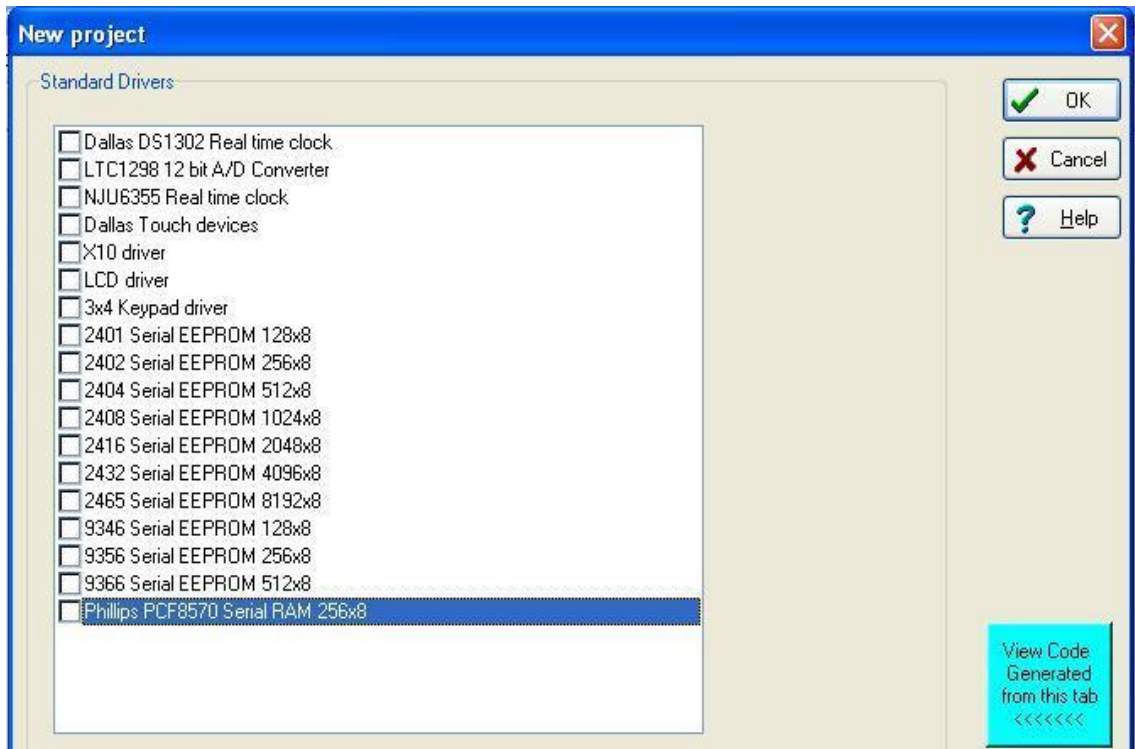 New project
Standard Drivers
Dallas DS1302 Real time clock
LTC1298 12 bit A/D Converter
NJU6355 Real time clock
Dallas Touch devices
X10 driver
LCD driver
3x4 Keypad driver
2401 Serial EEPROM 128x8
2402 Serial EEPROM 256x8
2404 Serial EEPROM 512x8
2408 Serial EEPROM 1024x8
2416 Serial EEPROM 2048x8
2432 Serial EEPROM 4096x8
2465 Serial EEPROM 8192x8
9346 Serial EEPROM 128x8
9356 Serial EEPROM 256x8
9366 Serial EEPROM 512x8
Phillips PCF8570 Serial RAM 256x8
OK
Cancel
Help
View Code
Generated
from this tab
<<<<<<<